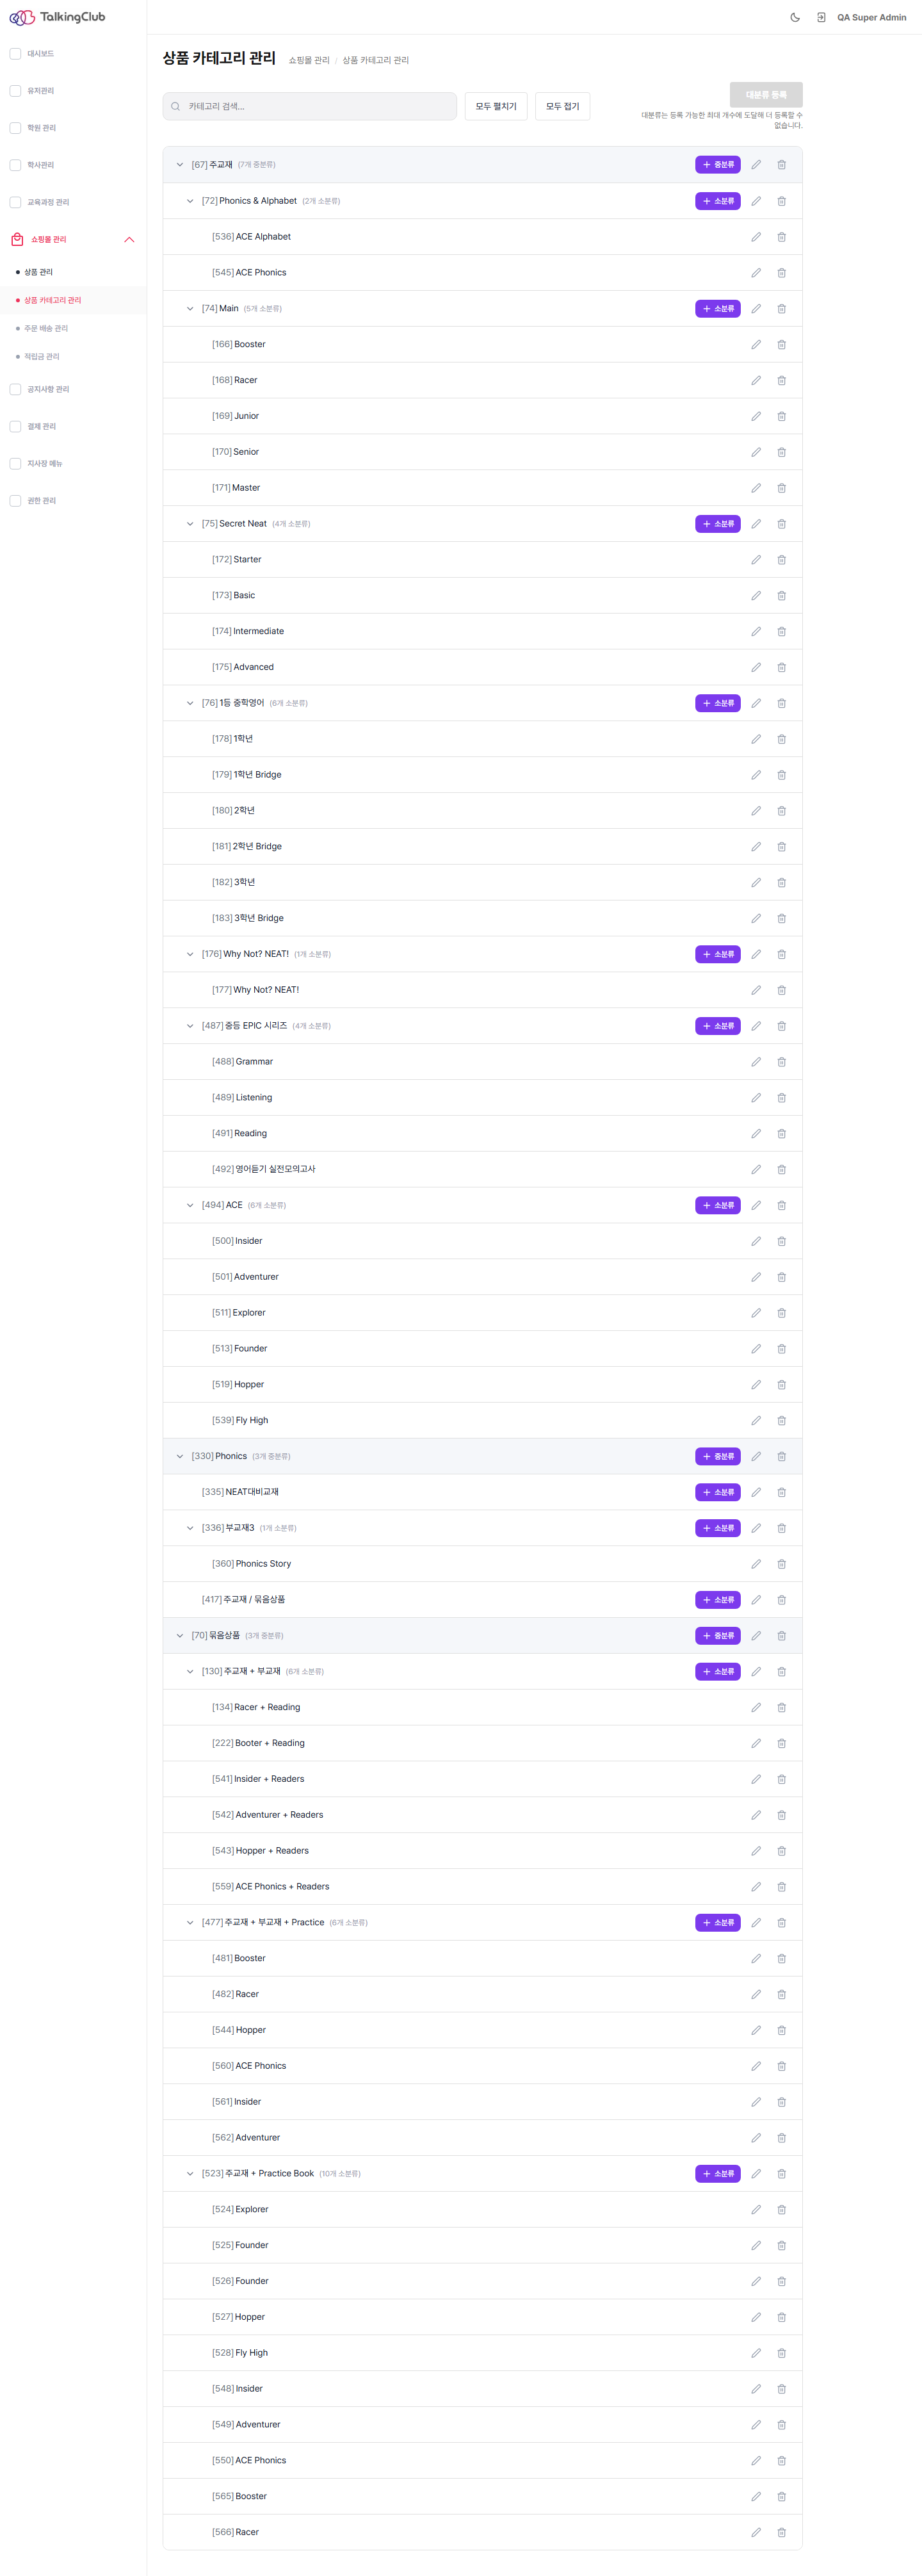 TalkingClub
QA Super Admin
대시보드
유저관리
학원 관리
학사관리
교육과정 관리
쇼핑몰 관리
상품 관리
상품 카테고리 관리
주문 배송 관리
적립금 관리
공지사항 관리
결제 관리
지사장 메뉴
권한 관리
상품 카테고리 관리
쇼핑몰 관리 / 상품 카테고리 관리
카테고리 검색...
모두 펼치기
모두 접기
대분류 등록
대분류는 등록 가능한 최대 개수에 도달해 더 등록할 수
없습니다.
[67] 주교재 (7개 중분류) + 중분류
[72] Phonics & Alphabet (2개 소분류) + 소분류
[536] ACE Alphabet
[545] ACE Phonics
[74] Main (5개 소분류) + 소분류
[166] Booster
[168] Racer
[169] Junior
[170] Senior
[171] Master
[75] Secret Neat (4개 소분류) + 소분류
[172] Starter
[173] Basic
[174] Intermediate
[175] Advanced
[76] 1등 중학영어 (6개 소분류) + 소분류
[178] 1학년
[179] 1학년 Bridge
[180] 2학년
[181] 2학년 Bridge
[182] 3학년
[183] 3학년 Bridge
[176] Why Not? NEAT! (1개 소분류) + 소분류
[177] Why Not? NEAT!
[487] 중등 EPIC 시리즈 (4개 소분류) + 소분류
[488] Grammar
[489] Listening
[491] Reading
[492] 영어듣기 실전모의고사
[494] ACE (6개 소분류) + 소분류
[500] Insider
[501] Adventurer
[511] Explorer
[513] Founder
[519] Hopper
[539] Fly High
[330] Phonics (3개 중분류) + 중분류
[335] NEAT대비교재 + 소분류
[336] 부교재3 (1개 소분류) + 소분류
[360] Phonics Story
[417] 주교재 / 묶음상품 + 소분류
[70] 묶음상품 (3개 중분류) + 중분류
[130] 주교재 + 부교재 (6개 소분류) + 소분류
[134] Racer + Reading
[222] Booter + Reading
[541] Insider + Readers
[542] Adventurer + Readers
[543] Hopper + Readers
[559] ACE Phonics + Readers
[477] 주교재 + 부교재 + Practice (6개 소분류) + 소분류
[481] Booster
[482] Racer
[544] Hopper
[560] ACE Phonics
[561] Insider
[562] Adventurer
[523] 주교재 + Practice Book (10개 소분류) + 소분류
[524] Explorer
[525] Founder
[526] Founder
[527] Hopper
[528] Fly High
[548] Insider
[549] Adventurer
[550] ACE Phonics
[565] Booster
[566] Racer